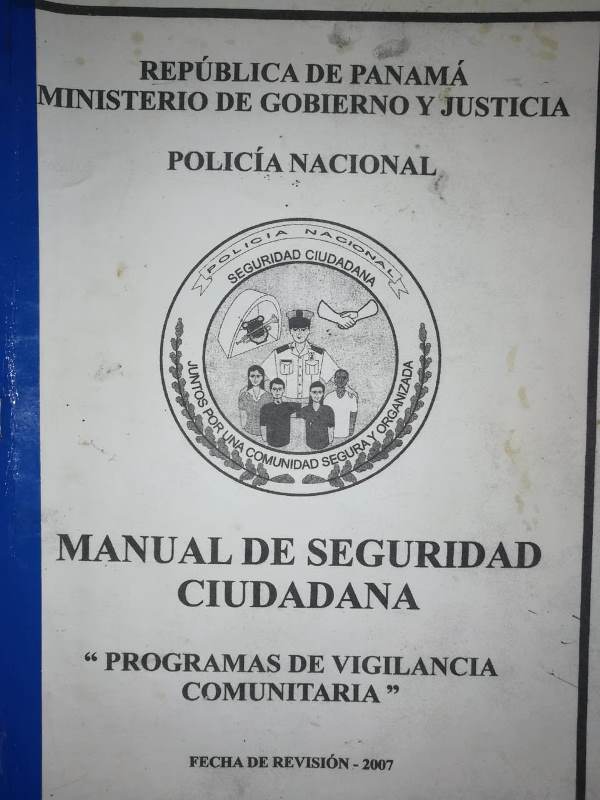 REPÚBLICA DE PANAMÁ
MINISTERIO DE GOBIERNO Y JUSTICIA
POLICÍA NACIONAL
POLICÍA NACIONAL
SEGURIDAD CIUDADANA
JUNTOS POR UNA COMUNIDAD SEGURA Y ORGANIZADA
MANUAL DE SEGURIDAD
CIUDADANA
“ PROGRAMAS DE VIGILANCIA
COMUNITARIA ”
FECHA DE REVISIÓN - 2007